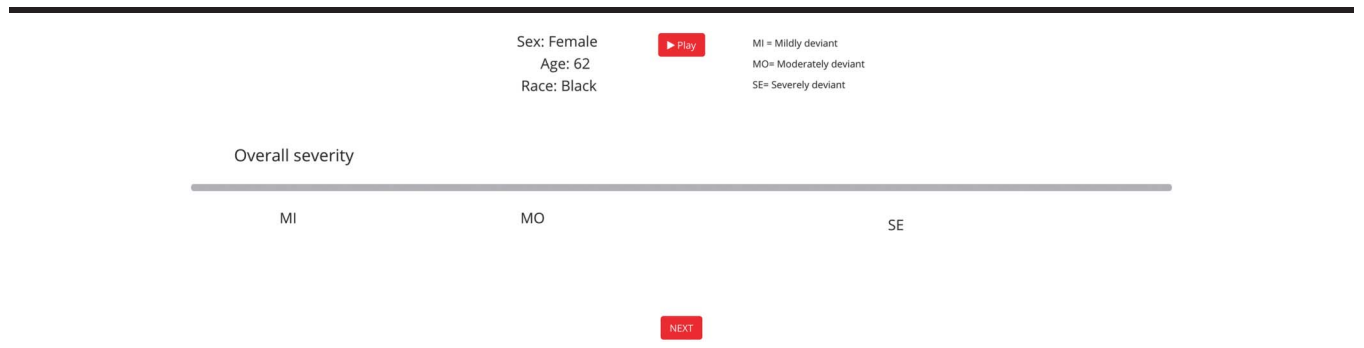 Sex: Female
Age: 62
Race: Black
Play
MI = Mildly deviant
MO= Moderately deviant
SE= Severely deviant
Overall severity
MI
MO
SE
NEXT